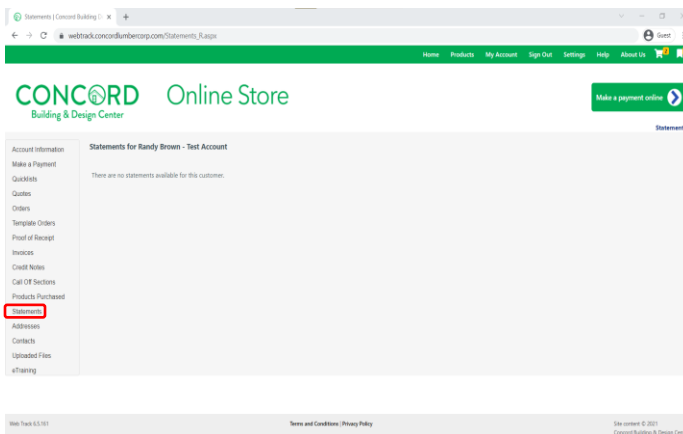 Statements | Concord Building D
webtrack.concordlumbercorp.com/Statements_R.aspx
Guest
Home Products My Account Sign Out Settings Help About Us
CONCORD
Building & Design Center
Online Store
Make a payment online
Statement
Account Information
Make a Payment
Quicklists
Quotes
Orders
Template Orders
Proof of Receipt
Invoices
Credit Notes
Call Off Sections
Products Purchased
Statements
Addresses
Contacts
Uploaded Files
eTraining
Statements for Randy Brown - Test Account
There are no statements available for this customer.
Web Track 6.5.161
Terms and Conditions | Privacy Policy
Site content © 2021
Concord Building & Design Cen